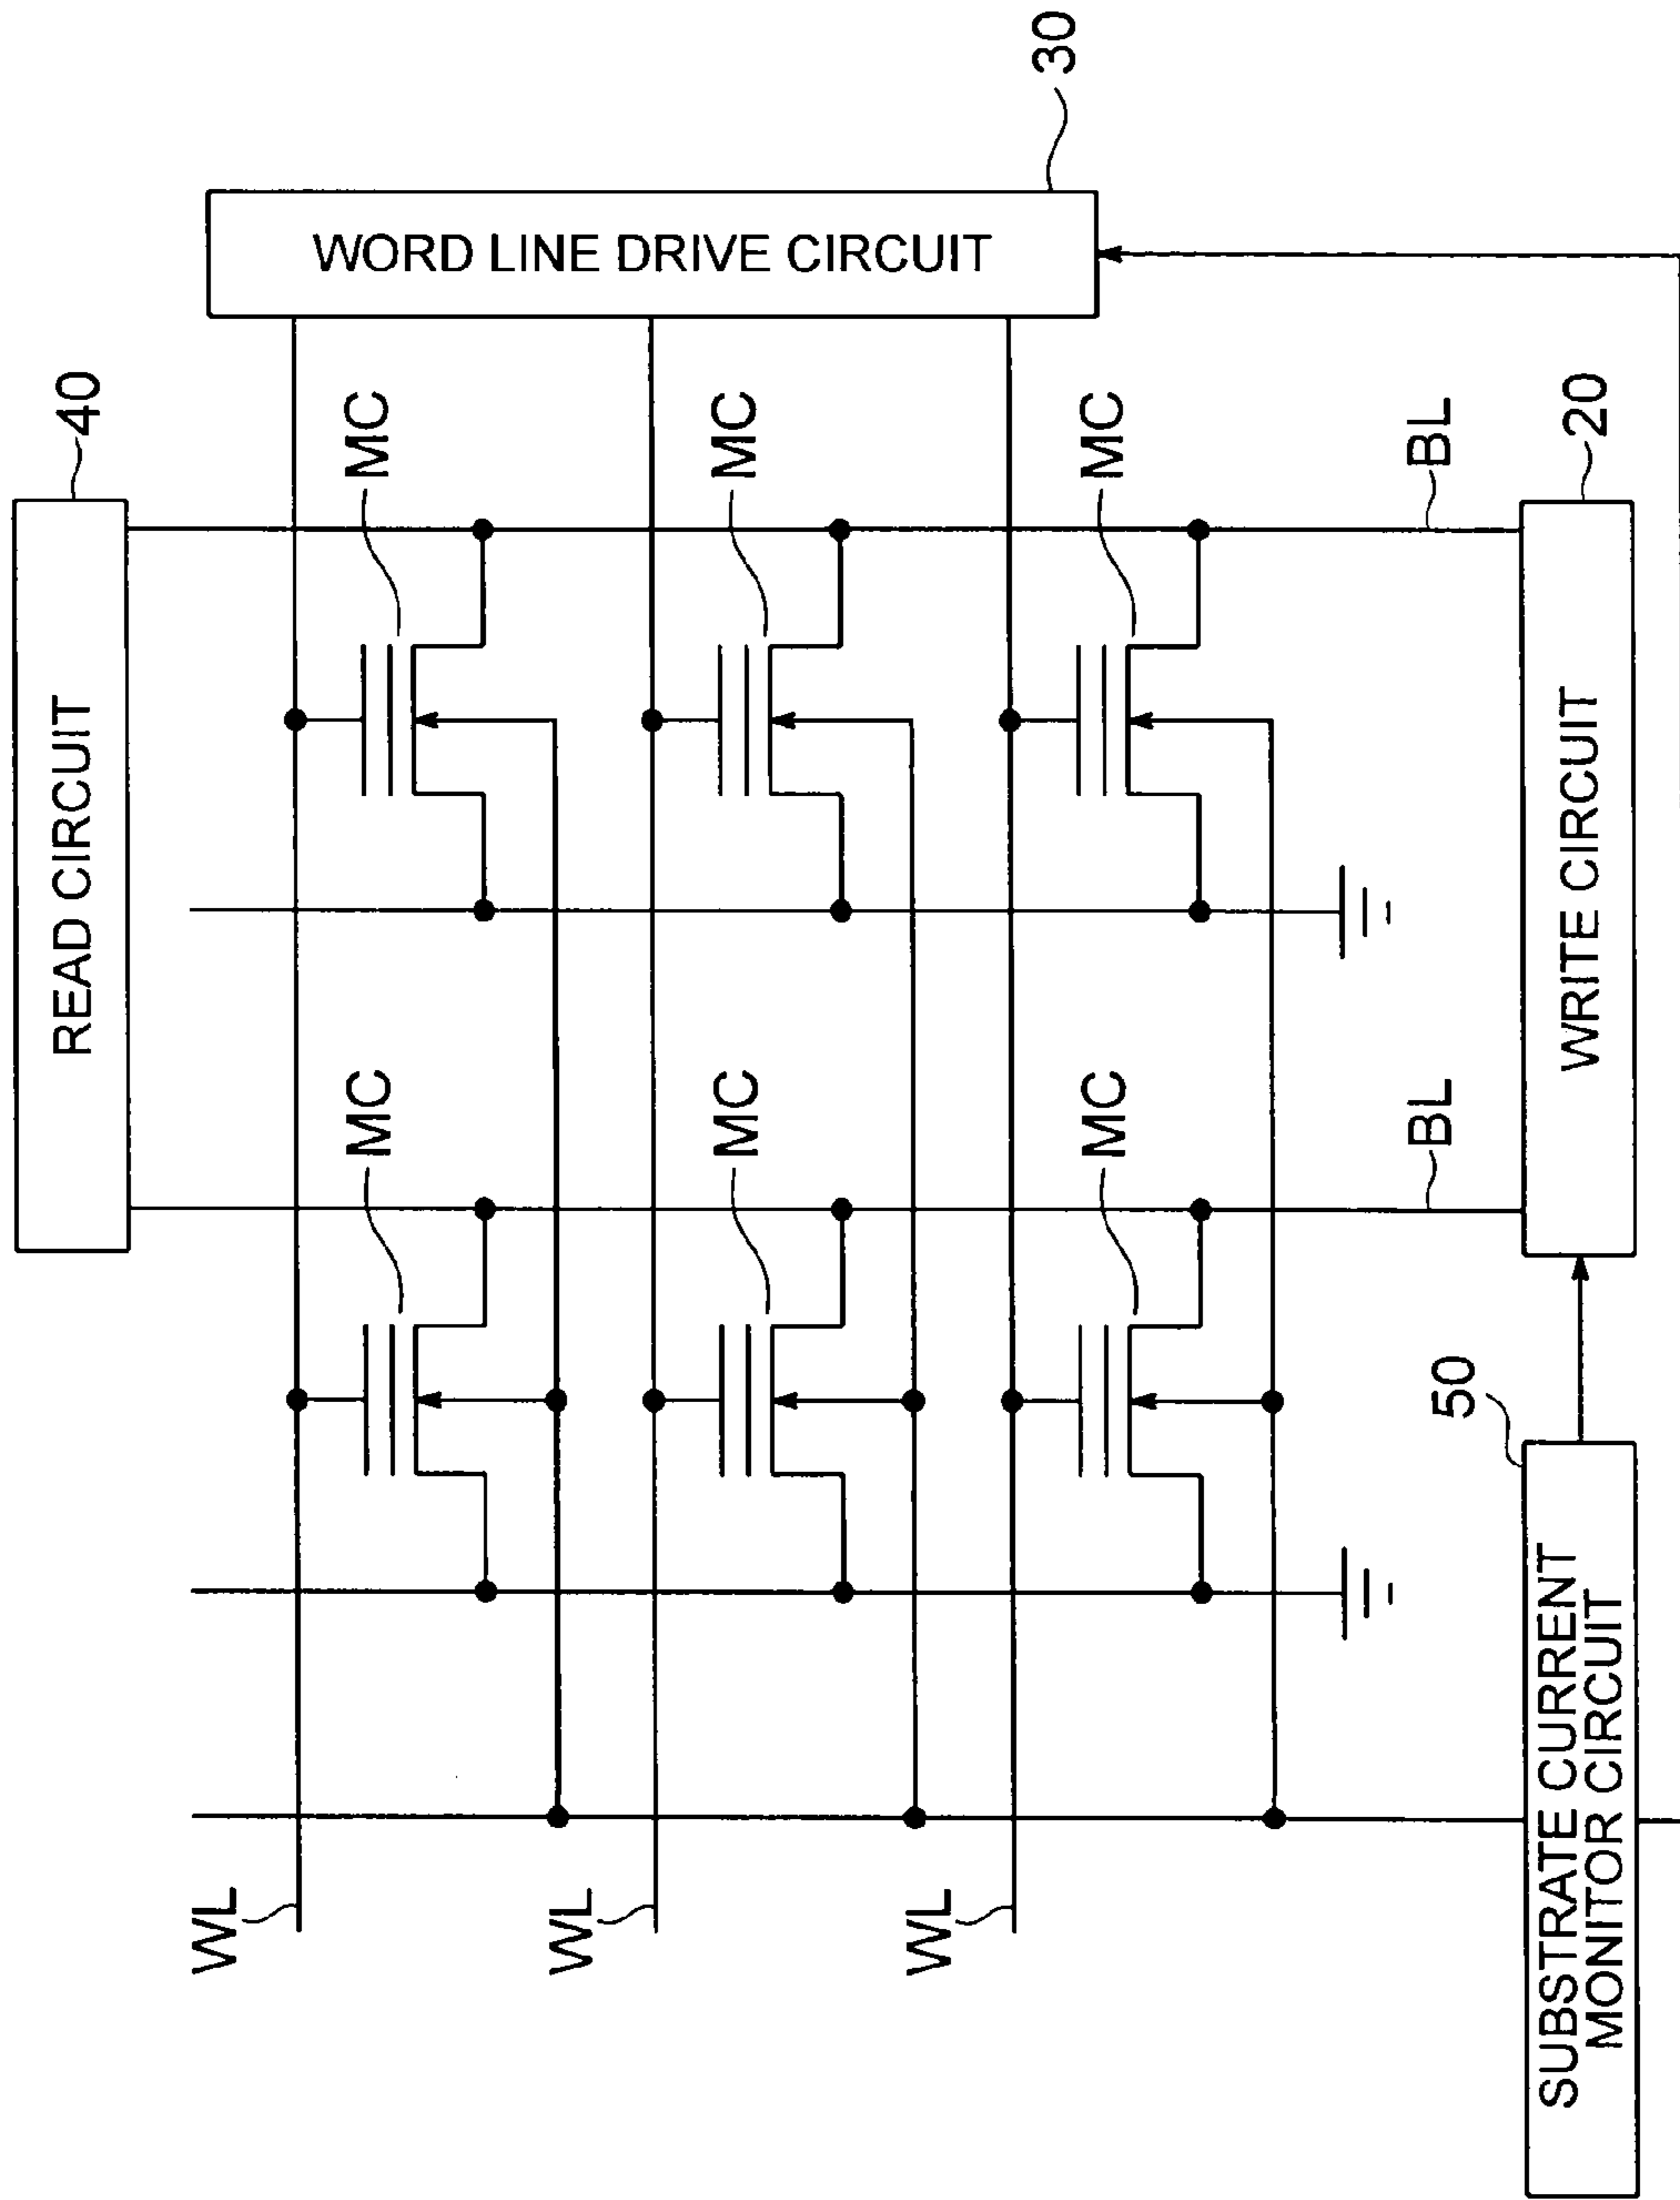 30
WORD LINE DRIVE CIRCUIT
40
READ CIRCUIT
MC
MC
MC
BL
20
WRITE CIRCUIT
MC
MC
MC
BL
50
SUBSTRATE CURRENT
MONITOR CIRCUIT
WL
WL
WL